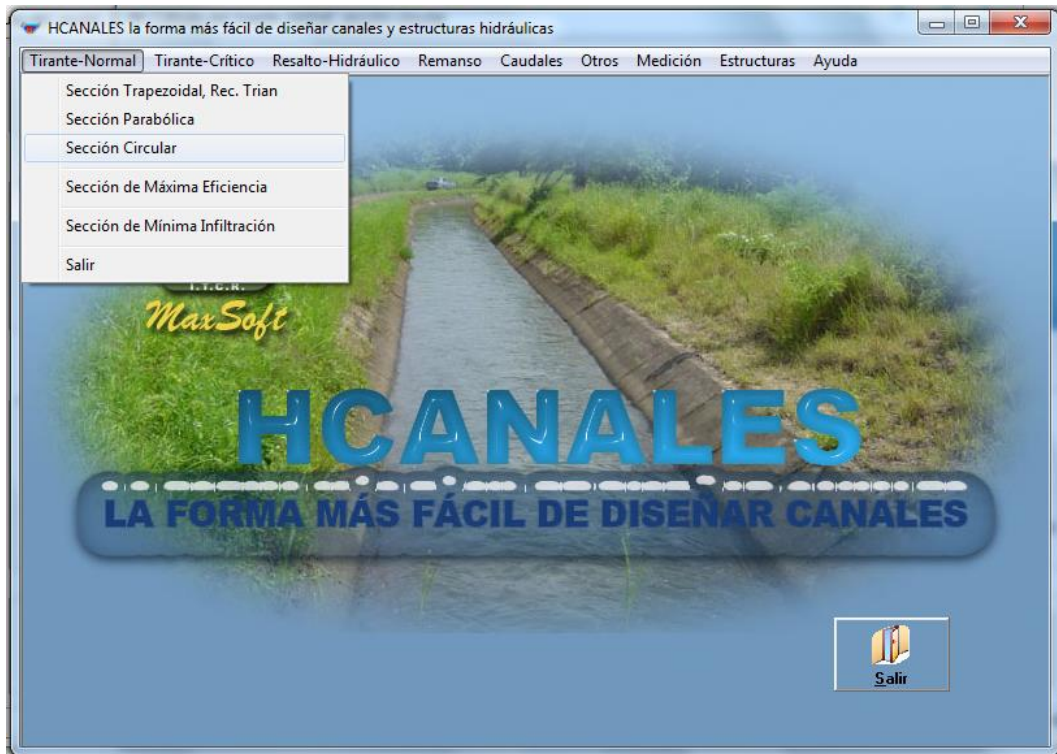 HCANALES la forma más fácil de diseñar canales y estructuras hidráulicas
Tirante-Normal Tirante-Crítico Resalto-Hidráulico Remanso Caudales Otros Medición Estructuras Ayuda
Sección Trapezoidal, Rec. Trian
Sección Parabólica
Sección Circular
Sección de Máxima Eficiencia
Sección de Mínima Infiltración
Salir
I.T.C.R.
MaxSoft
HCANALES
LA FORMA MÁS FÁCIL DE DISEÑAR CANALES
Salir